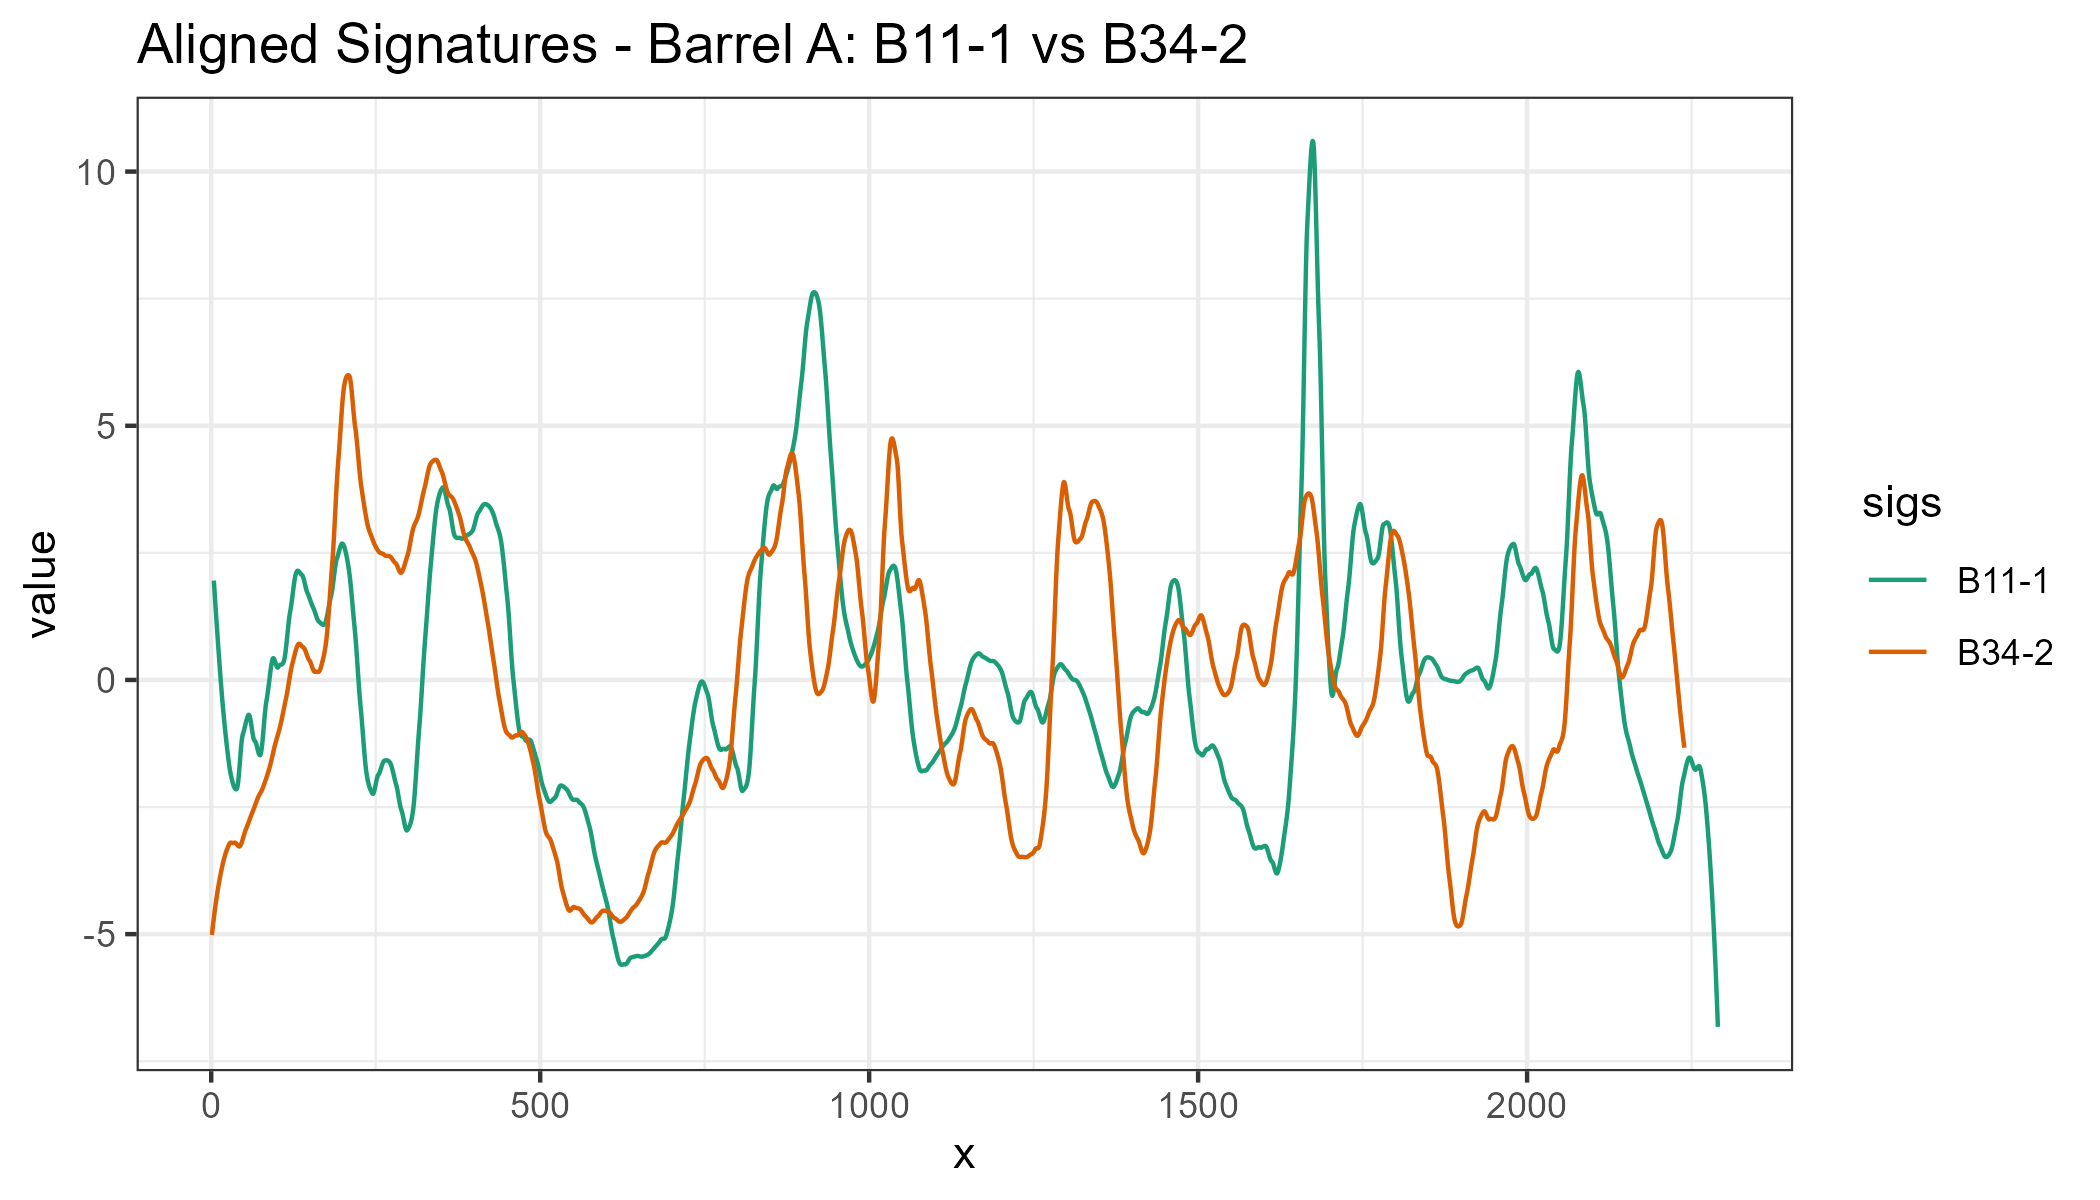 Aligned Signatures - Barrel A: B11-1 vs B34-2
10
5
0
-5
value
0 500 1000 1500 2000
x
sigs
B11-1
B34-2